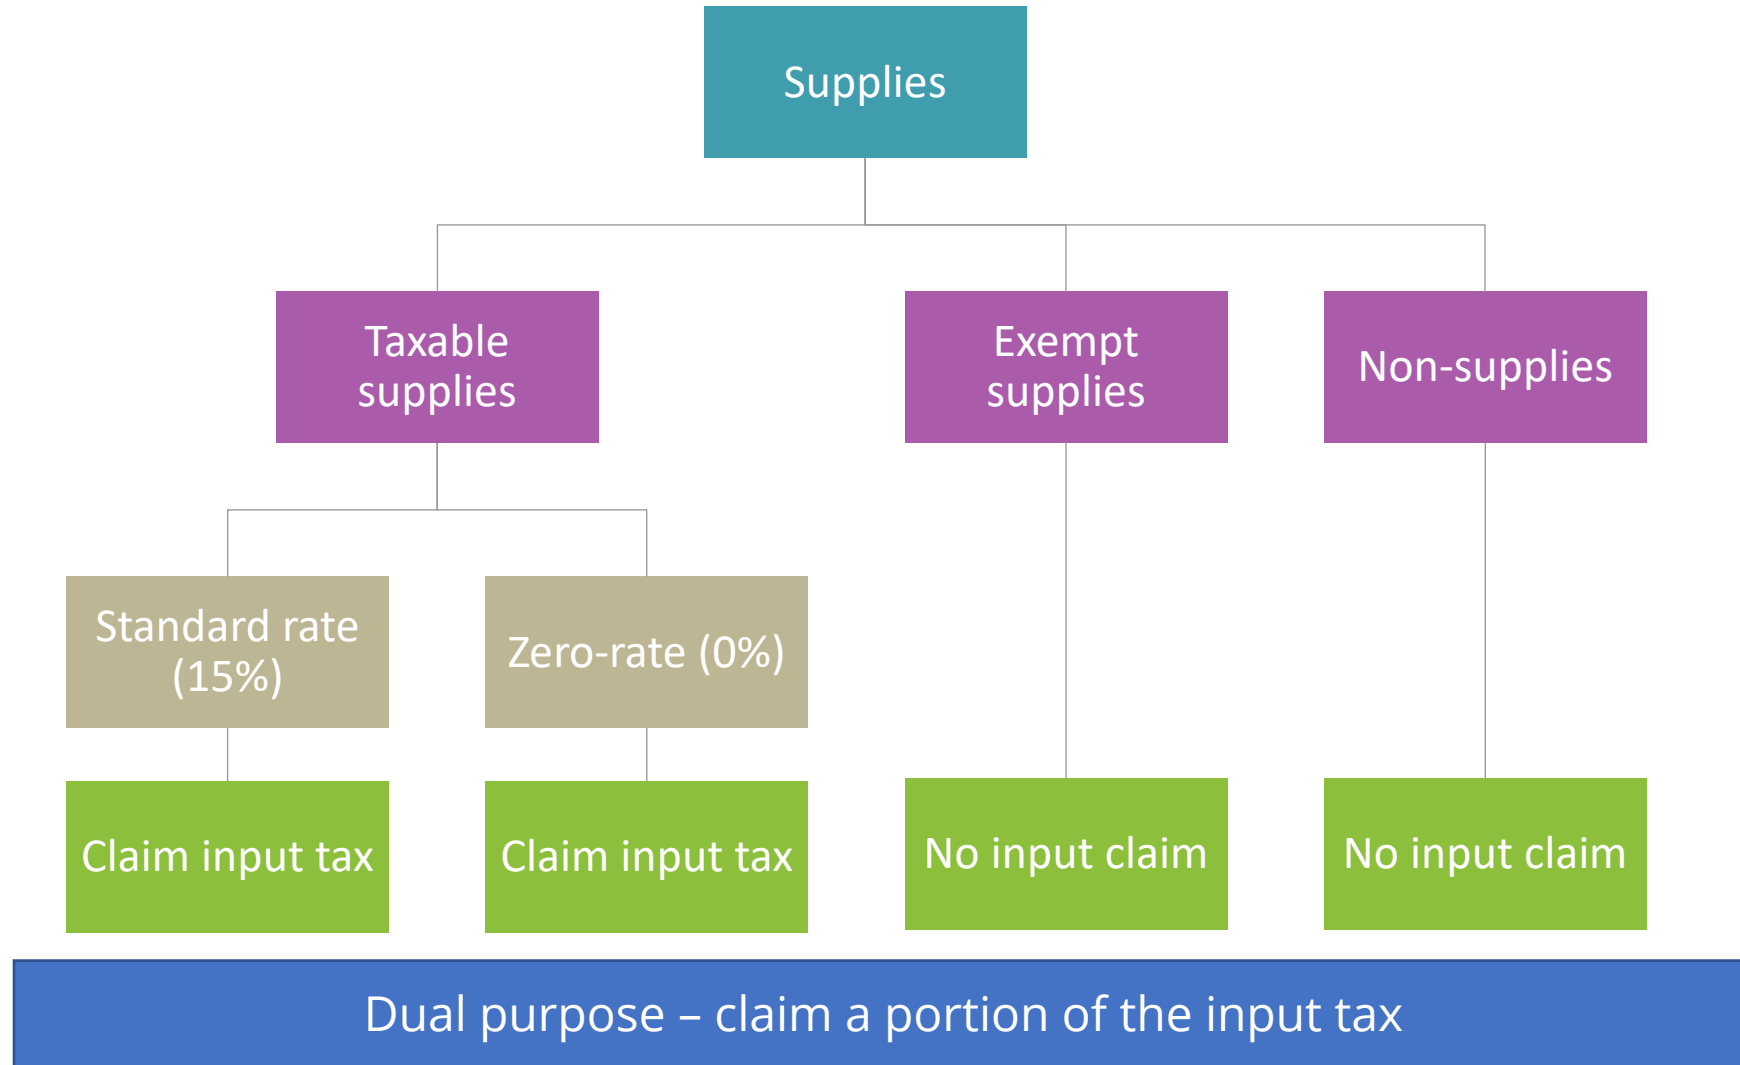 Supplies
Taxable
supplies
Exempt
supplies
Non-supplies
Standard rate
(15%)
Zero-rate (0%)
Claim input tax
Claim input tax
No input claim
No input claim
Dual purpose – claim a portion of the input tax